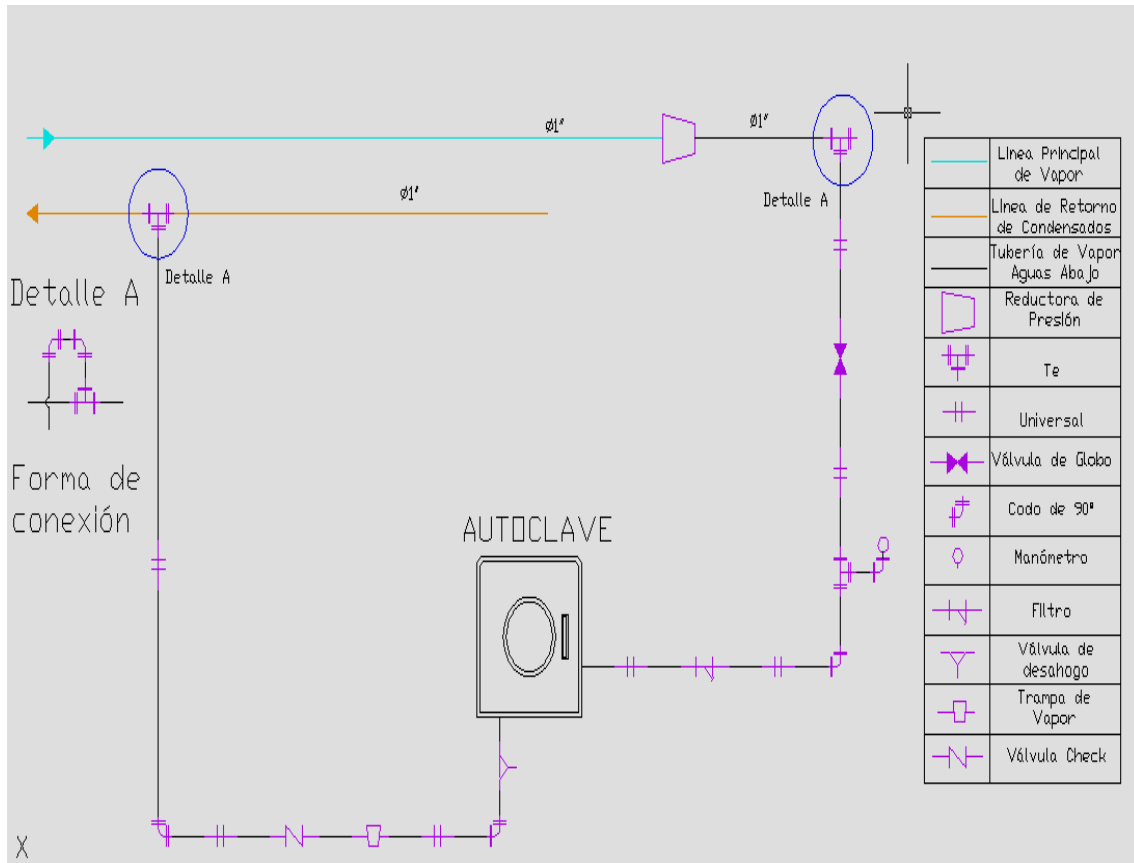 ø1"
ø1"
ø1"
Detalle A
Detalle A
Detalle A
Forma de
conexión
AUTOCLAVE
Línea Principal
de Vapor
Línea de Retorno
de Condensados
Tubería de Vapor
Aguas Abajo
Reductora de
Presión
Te
Universal
Válvula de Globo
Codo de 90°
Manómetro
Filtro
Válvula de
desahogo
Trampa de
Vapor
Válvula Check
X